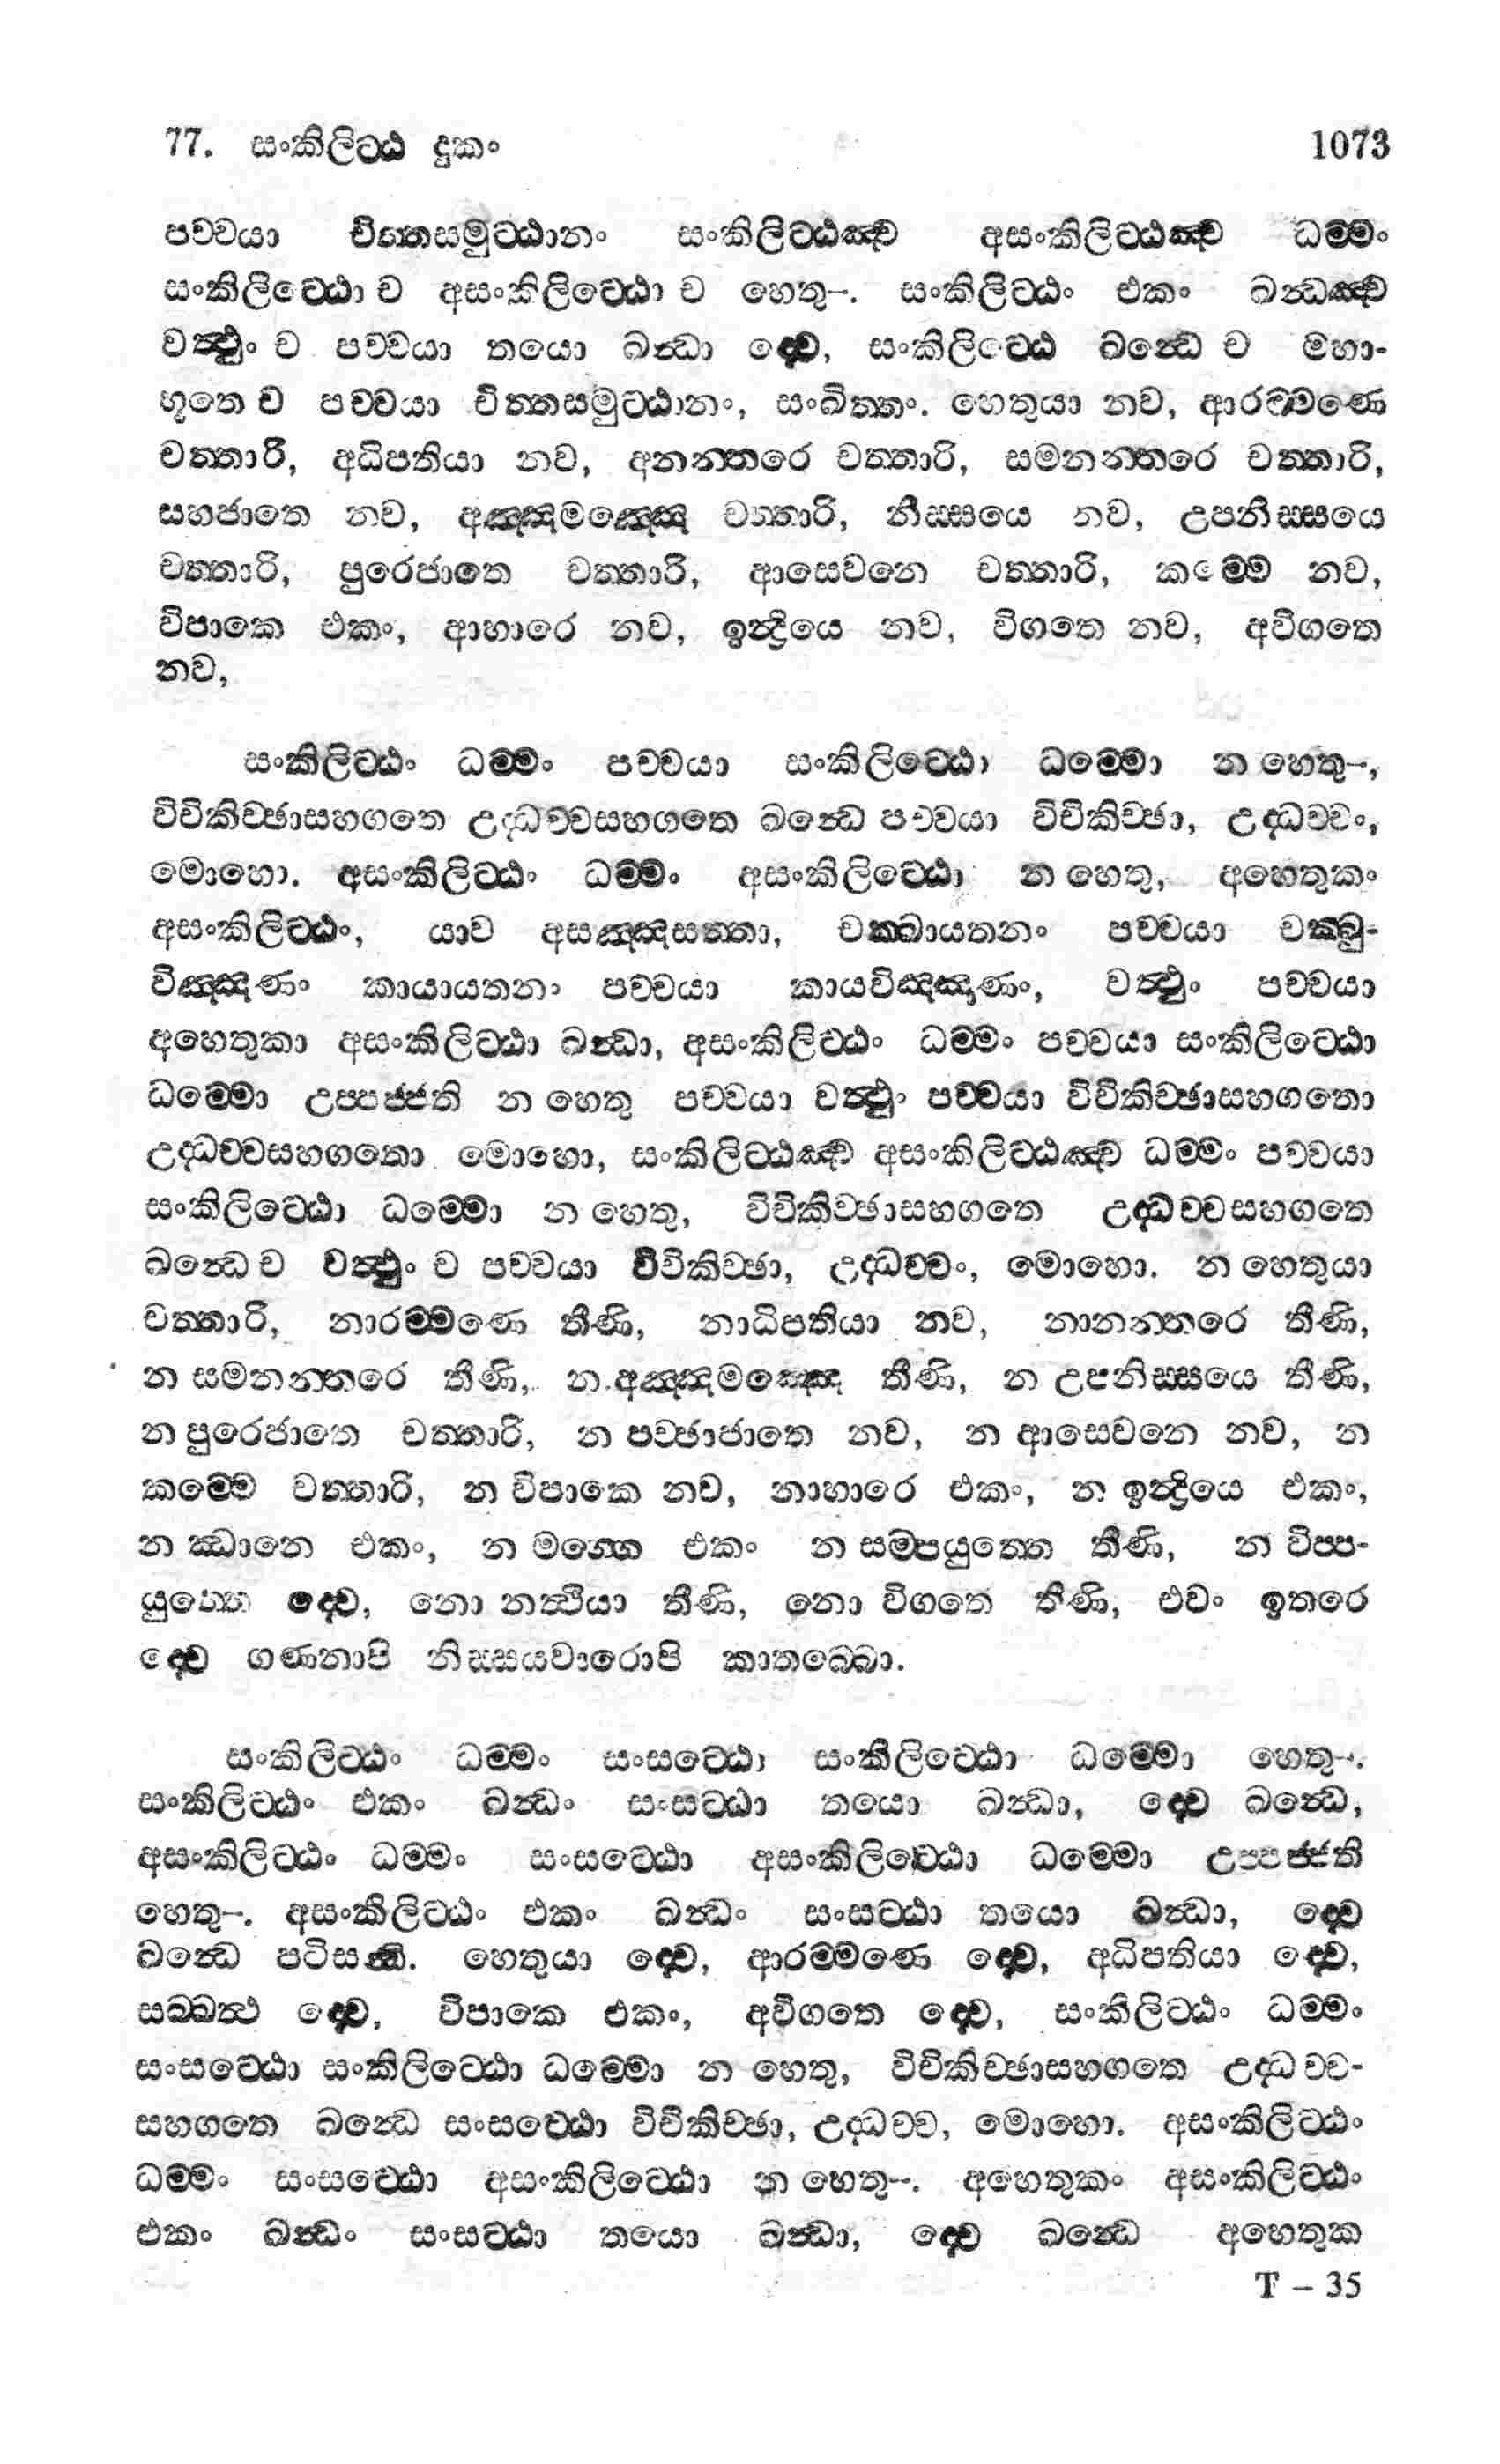 77. සංකිලිට්ඨ දුකං 1073
පච්චයා චිත්තසමුට්ඨානං සංකිලිට්ඨඤ්ච අසංකිලිට්ඨඤ්ච ධම්මං
සංකිලිට්ඨො ච අසංකිලිට්ඨො ච හෙතු-. සංකිලිට්ඨං එකං ඛන්ධඤ්ච
වත්ථුං ච පච්චයා තයො ඛන්ධා ද්වෙ, සංකිලිට්ඨෙ ඛන්ධෙ ච මහා-
භූතෙ ච පච්චයා චිත්තසමුට්ඨානං, සංඛිත්තං. හෙතුයා නව, ආරම්මණෙ
චත්තාරි, අධිපතියා නව, අනන්තරෙ චත්තාරි, සමනන්තරෙ චත්තාරි,
සහජාතෙ නව, අඤ්ඤමඤ්ඤෙ චත්තාරි, නිස්සයෙ නව, උපනිස්සයෙ
චත්තාරි, පුරෙජාතෙ චත්තාරි, ආසෙවනෙ චත්තාරි, කම්මෙ නව,
විපාකෙ එකං, ආහාරෙ නව, ඉන්ද්‍රියෙ නව, විගතෙ නව, අවිගතෙ
නව,
සංකිලිට්ඨං ධම්මං පච්චයා සංකිලිට්ඨො ධම්මො න හෙතු-,
විචිකිච්ඡාසහගතෙ උද්ධච්චසහගතෙ ඛන්ධෙ පච්චයා විචිකිච්ඡා, උද්ධච්චං,
මොහො. අසංකිලිට්ඨං ධම්මං අසංකිලිට්ඨො න හෙතු, අහෙතුකං
අසංකිලිට්ඨං, යාව අසඤ්ඤසත්තා, චක්ඛායතනං පච්චයා චක්ඛු-
විඤ්ඤණං කායායතනං පච්චයා කායවිඤ්ඤාණං, වත්ථුං පච්චයා
අහෙතුකා අසංකිලිට්ඨා ඛන්ධා, අසංකිලිට්ඨං ධම්මං පච්චයා සංකිලිට්ඨො
ධම්මො උප්පජ්ජති න හෙතු පච්චයා වත්ථුං පච්චයා විචිකිච්ඡාසහගතො
උද්ධච්චසහගතො මොහො, සංකිලිට්ඨඤ්ච අසංකිලිට්ඨඤ්ච ධම්මං පච්චයා
සංකිලිට්ඨො ධම්මො න හෙතු, විචිකිච්ඡාසහගතෙ උද්ධච්චසහගතෙ
ඛන්ධෙ ච වත්ථුං ච පච්චයා විචිකිච්ඡා, උද්ධච්චං, මොහො. න හෙතුයා
චත්තාරි, නාරම්මණෙ තීණි, නාධිපතියා නව, නානන්තරෙ තීණි,
න සමනන්තරෙ තීණි, න අඤ්ඤමඤ්ඤෙ තීණි, න උපනිස්සයෙ තීණි,
න පුරෙජාතෙ චත්තාරි, න පච්ඡාජාතෙ නව, න ආසෙවනෙ නව, න
කම්මෙ චත්තාරි, න විපාකෙ නව, නාහාරෙ එකං, න ඉන්ද්‍රියෙ එකං,
න ඣානෙ එකං, න මග්ගෙ එකං න සම්පයුත්තෙ තීණි, න විප්ප-
යුත්තෙ ද්වෙ, නො නත්ථියා තීණි, නො විගතෙ තීණි, එවං ඉතරෙ
ද්වෙ ගණනාපි නිස්සයවාරොපි කාතබ්බො.
සංකිලිට්ඨං ධම්මං සංසට්ඨො සංකිලිට්ඨො ධම්මො හෙතු-.
සංකිලිට්ඨං එකං ඛන්ධං සංසට්ඨා තයො ඛන්ධා, ද්වෙ ඛන්ධෙ,
අසංකිලිට්ඨං ධම්මං සංසට්ඨො අසංකිලිට්ඨො ධම්මො උප්පජ්ජති
හෙතු-. අසංකිලිට්ඨං එකං ඛන්ධං සංසට්ඨා තයො ඛන්ධා, ද්වෙ
ඛන්ධෙ පටිසන්ධි. හෙතුයා ද්වෙ, ආරම්මණෙ ද්වෙ, අධිපතියා ද්වෙ,
සබ්බත්ථ ද්වෙ, විපාකෙ එකං, අවිගතෙ ද්වෙ, සංකිලිට්ඨං ධම්මං
සංසට්ඨො සංකිලිට්ඨො ධම්මො න හෙතු, විචිකිච්ඡාසහගතෙ උද්ධච්ච-
සහගතෙ ඛන්ධෙ සංසට්ඨො විචිකිච්ඡා, උද්ධච්ච, මොහො. අසංකිලිට්ඨං
ධම්මං සංසට්ඨො අසංකිලිට්ඨො න හෙතු-. අහෙතුකං අසංකිලිට්ඨං
එකං ඛන්ධං සංසට්ඨා තයො ඛන්ධා, ද්වෙ ඛන්ධෙ අහෙතුක
T – 35